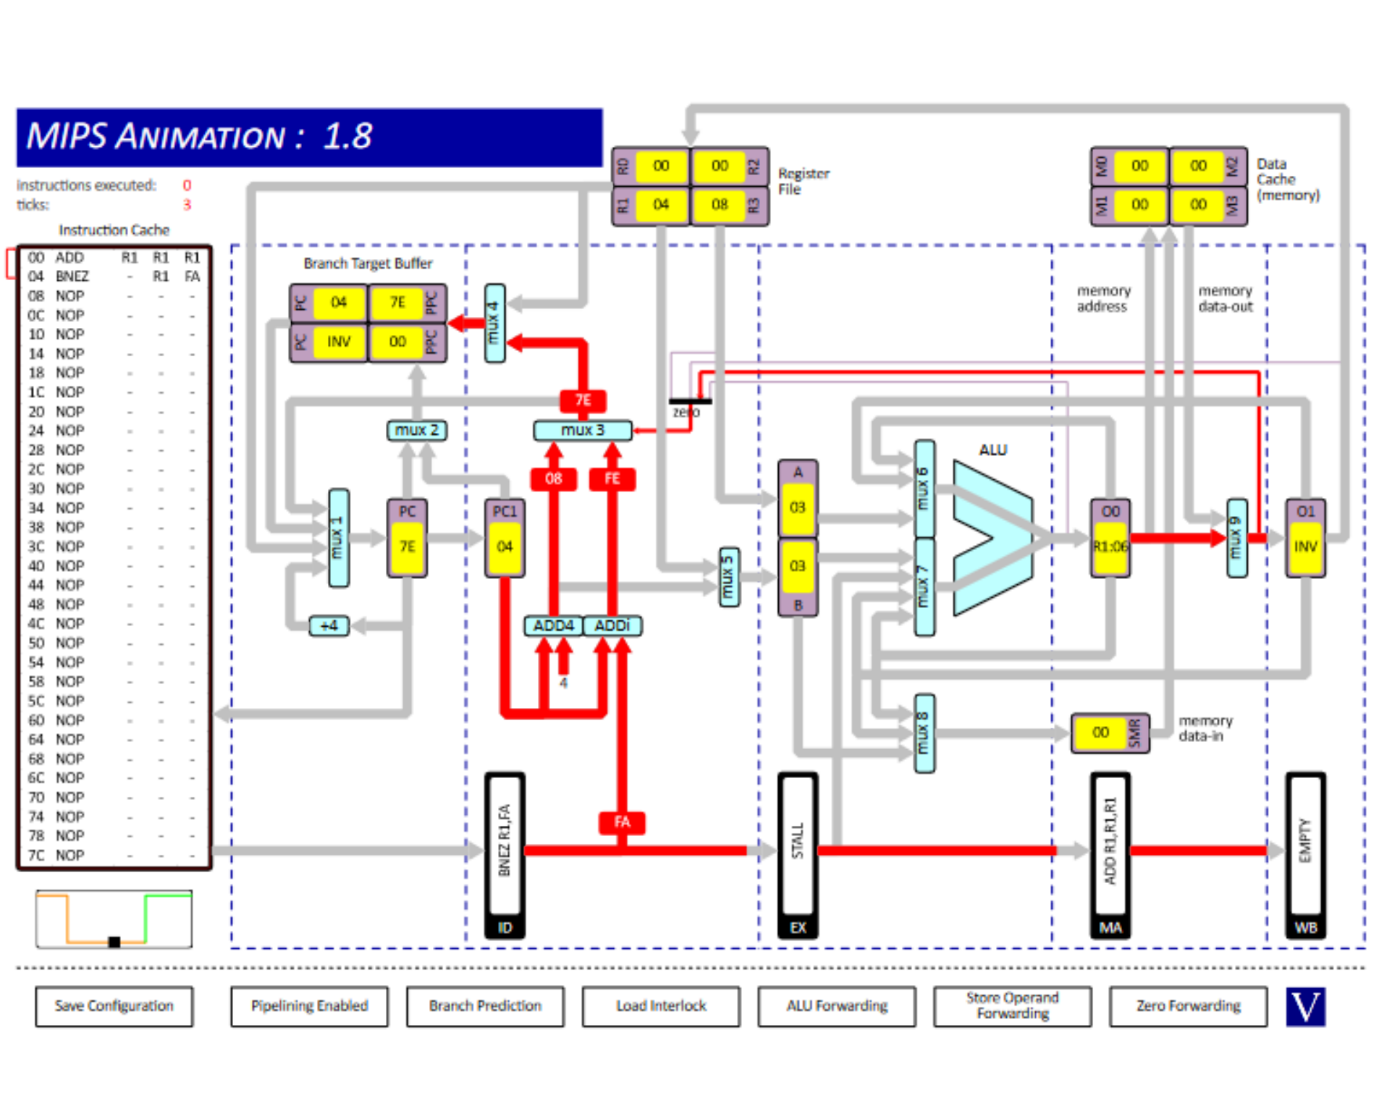 MIPS ANIMATION : 1.8
instructions executed: 0
ticks: 3
Instruction Cache
00 ADD R1 R1 R1
04 BNEZ - R1 FA
08 NOP - - -
0C NOP - - -
10 NOP - - -
14 NOP - - -
18 NOP - - -
1C NOP - - -
20 NOP - - -
24 NOP - - -
28 NOP - - -
2C NOP - - -
30 NOP - - -
34 NOP - - -
38 NOP - - -
3C NOP - - -
40 NOP - - -
44 NOP - - -
48 NOP - - -
4C NOP - - -
50 NOP - - -
54 NOP - - -
58 NOP - - -
5C NOP - - -
60 NOP - - -
64 NOP - - -
68 NOP - - -
6C NOP - - -
70 NOP - - -
74 NOP - - -
78 NOP - - -
7C NOP - - -
R0 00 00 R2
R1 04 08 R3
Register
File
M0 00 00 M2
M1 00 00 M3
Data
Cache
(memory)
Branch Target Buffer
PC 04 7E PPC
PC INV 00 PPC
mux 4
memory
address
memory
data-out
7E
zero
mux 2
mux 3
ALU
08
FE
mux 1
PC
7E
PC1
04
mux 5
A
03
03
B
mux 6
mux 7
O0
R1:06
mux 9
O1
INV
+4
ADD4
ADDi
4
mux 8
00 SMR
memory
data-in
FA
BNEZ R1,FA
ID
STALL
EX
ADD R1,R1,R1
MA
EMPTY
WB
Save Configuration
Pipelining Enabled
Branch Prediction
Load Interlock
ALU Forwarding
Store Operand
Forwarding
Zero Forwarding
V